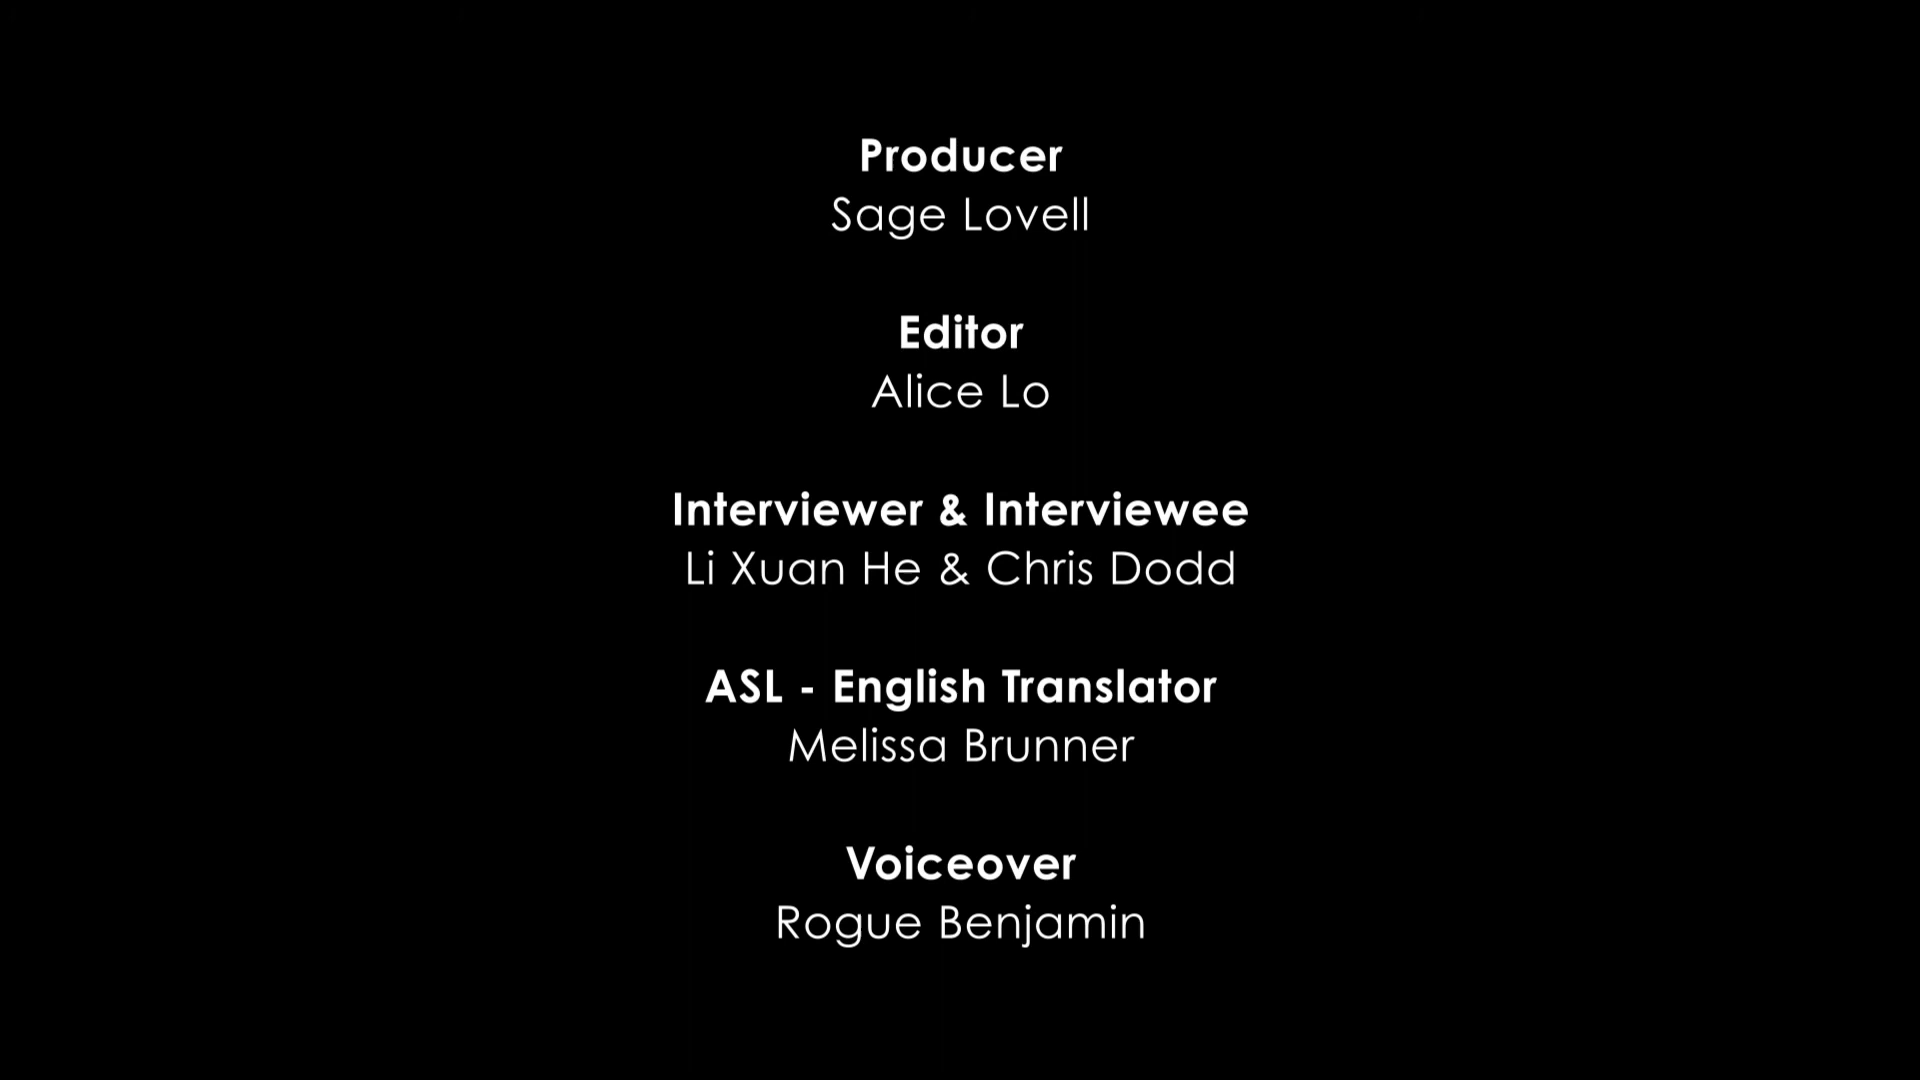 Producer
Sage Lovell
Editor
Alice Lo
Interviewer & Interviewee
Li Xuan He & Chris Dodd
ASL - English Translator
Melissa Brunner
Voiceover
Rogue Benjamin